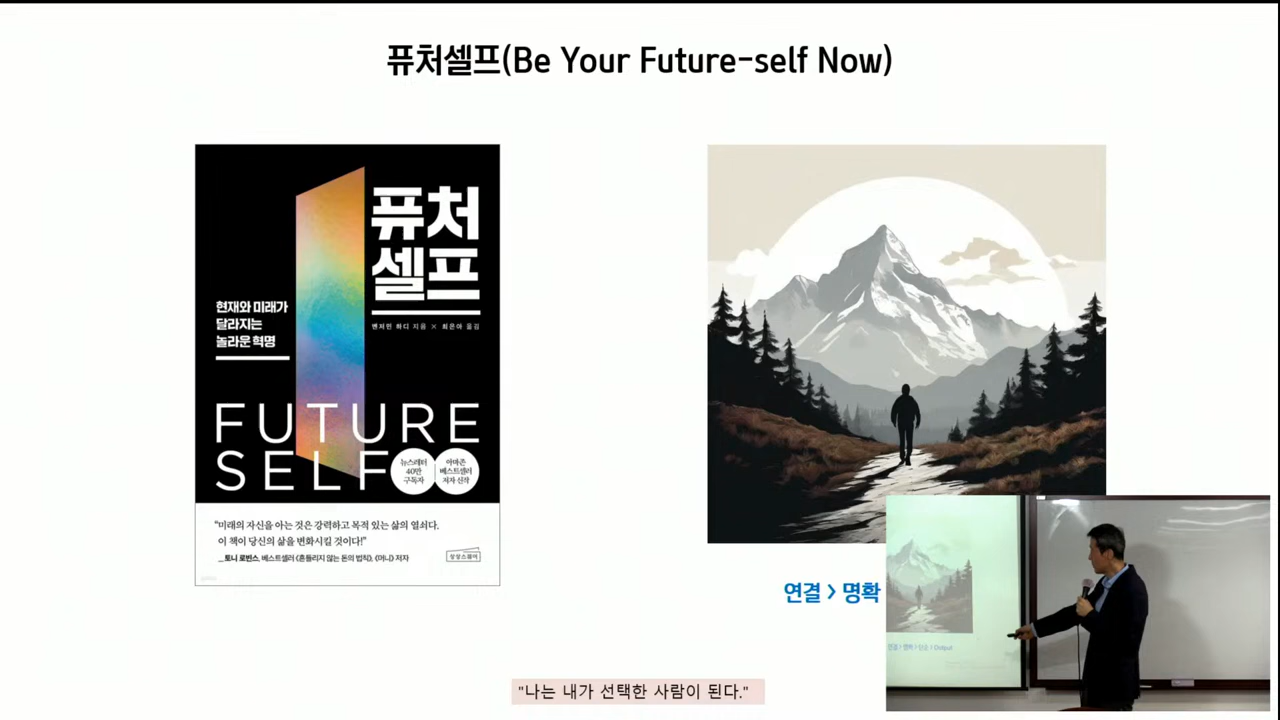 퓨처셀프(Be Your Future-self Now)
퓨처
셀프
벤저민 하디 지음 × 최은아 옮김
현재와 미래가
달라지는
놀라운 혁명
FUTURE
SELF
뉴스레터
40만
구독자
아마존
베스트셀러
저자 신작
"미래의 자신을 아는 것은 강력하고 목적 있는 삶의 열쇠다.
이 책이 당신의 삶을 변화시킬 것이다!"
_토니 로빈스, 베스트셀러 《흔들리지 않는 돈의 법칙》, 《머니》 저자
상상스퀘어
연결 > 명확
연결 > 명확 > 단순 > Output
"나는 내가 선택한 사람이 된다."